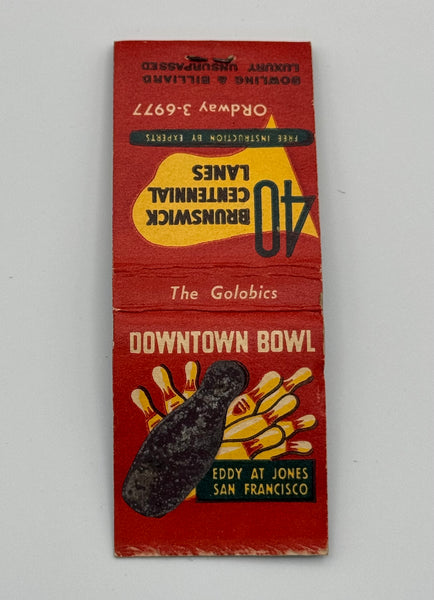 BOWLING & BILLIARD
LUXURY UNSURPASSED
ORdway 3-6977
FREE INSTRUCTION BY EXPERTS
40
BRUNSWICK
CENTENNIAL
LANES
The Golobics
DOWNTOWN BOWL
EDDY AT JONES
SAN FRANCISCO